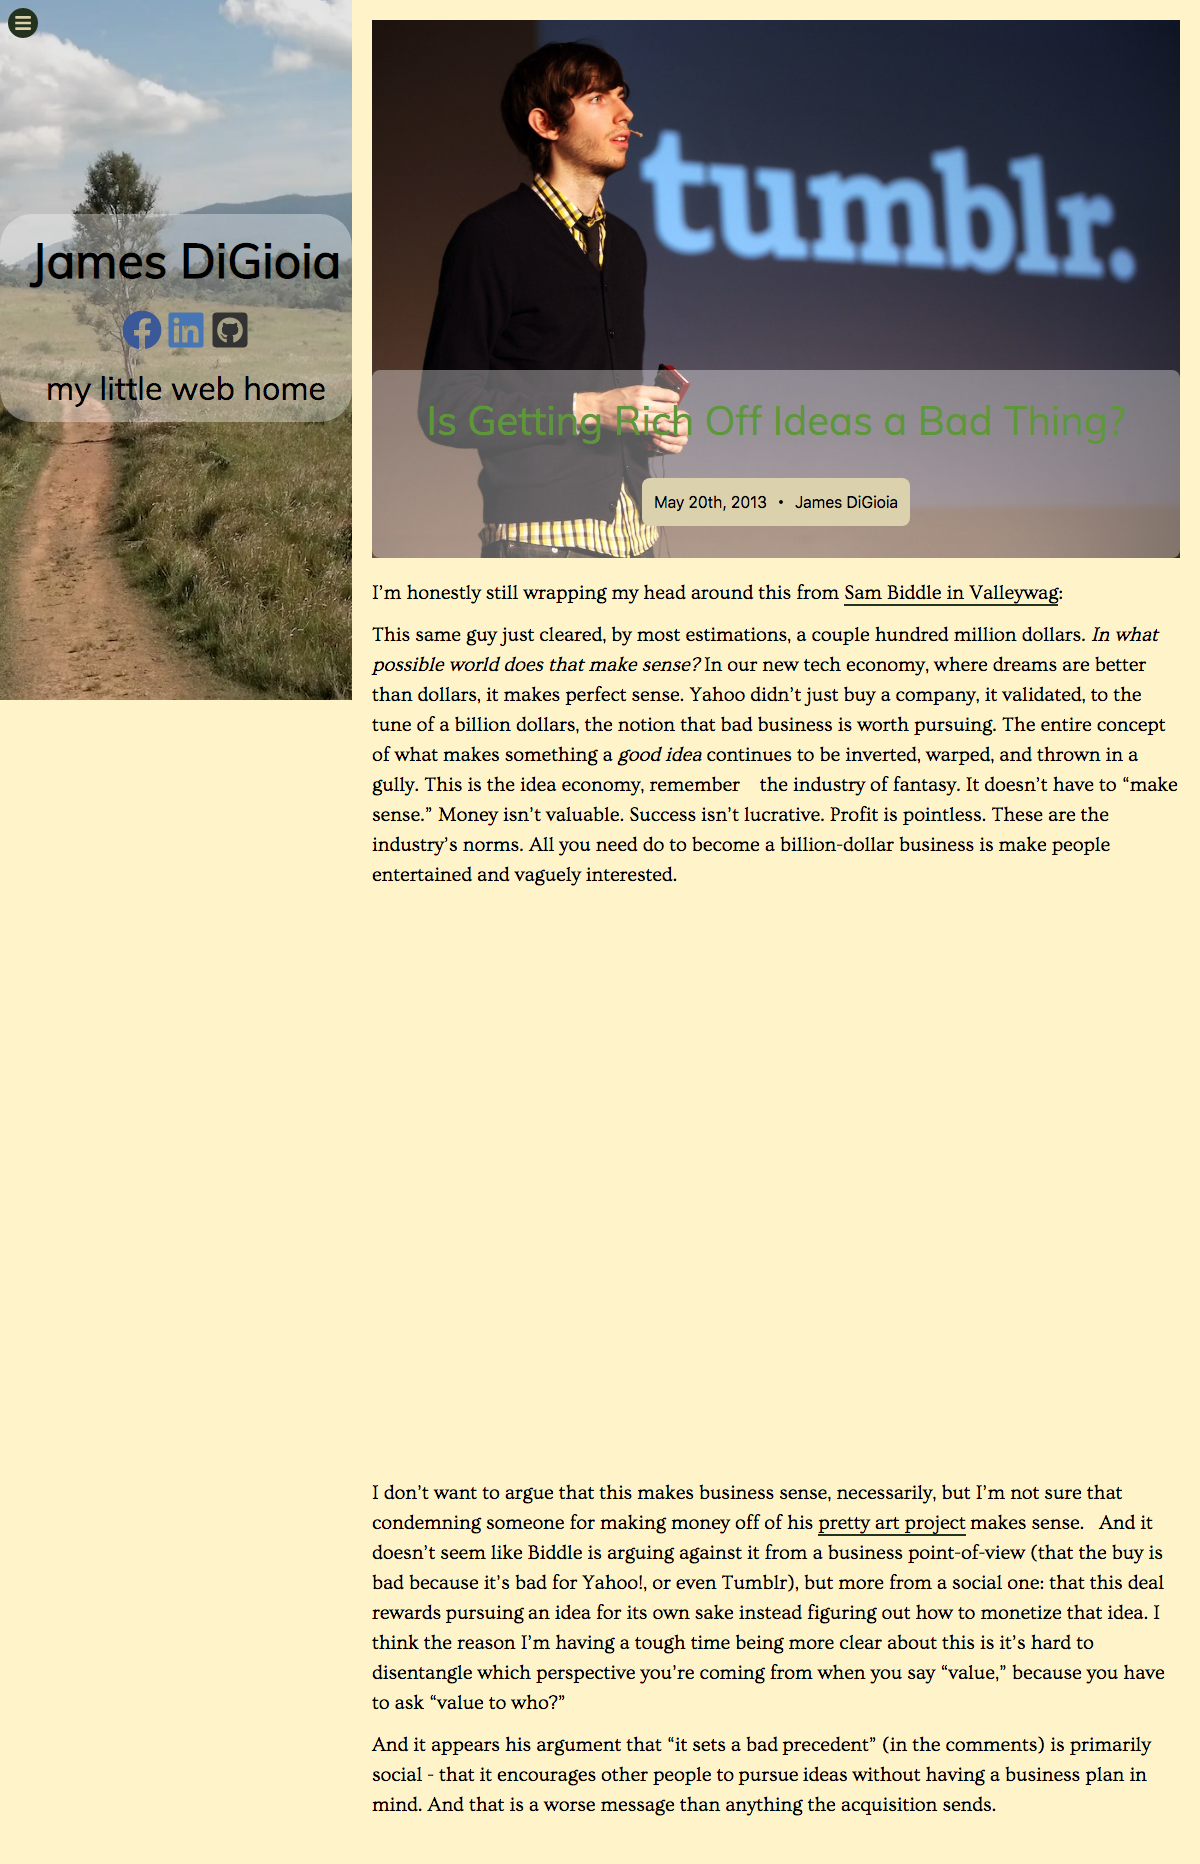 James DiGioia
my little web home
tumblr.
Is Getting Rich Off Ideas a Bad Thing?
May 20th, 2013 • James DiGioia
I’m honestly still wrapping my head around this from Sam Biddle in Valleywag:
This same guy just cleared, by most estimations, a couple hundred million dollars. In what
possible world does that make sense? In our new tech economy, where dreams are better
than dollars, it makes perfect sense. Yahoo didn’t just buy a company, it validated, to the
tune of a billion dollars, the notion that bad business is worth pursuing. The entire concept
of what makes something a good idea continues to be inverted, warped, and thrown in a
gully. This is the idea economy, remember the industry of fantasy. It doesn’t have to “make
sense.” Money isn’t valuable. Success isn’t lucrative. Profit is pointless. These are the
industry’s norms. All you need do to become a billion-dollar business is make people
entertained and vaguely interested.
I don’t want to argue that this makes business sense, necessarily, but I’m not sure that
condemning someone for making money off of his pretty art project makes sense. And it
doesn’t seem like Biddle is arguing against it from a business point-of-view (that the buy is
bad because it’s bad for Yahoo!, or even Tumblr), but more from a social one: that this deal
rewards pursuing an idea for its own sake instead figuring out how to monetize that idea. I
think the reason I’m having a tough time being more clear about this is it’s hard to
disentangle which perspective you’re coming from when you say “value,” because you have
to ask “value to who?”
And it appears his argument that “it sets a bad precedent” (in the comments) is primarily
social - that it encourages other people to pursue ideas without having a business plan in
mind. And that is a worse message than anything the acquisition sends.